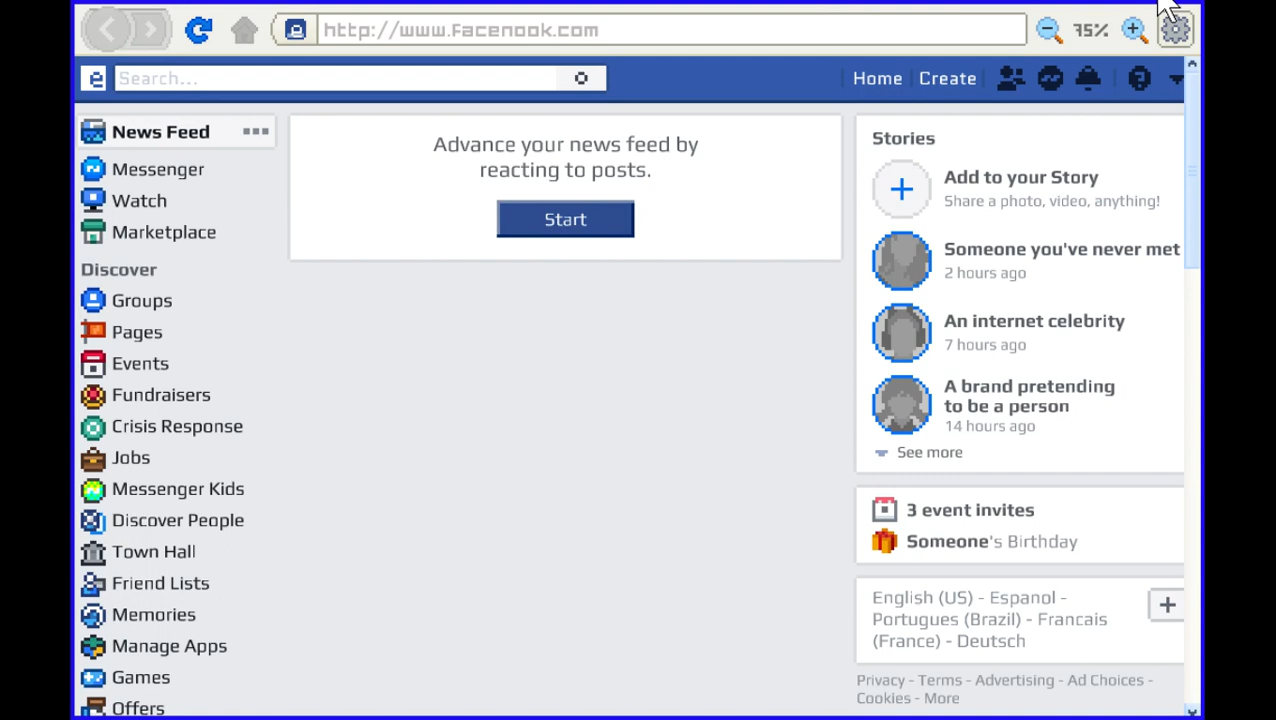 http://www.Facenook.com
75%
e
Search...
Home
Create
News Feed
Messenger
Watch
Marketplace
Discover
Groups
Pages
Events
Fundraisers
Crisis Response
Jobs
Messenger Kids
Discover People
Town Hall
Friend Lists
Memories
Manage Apps
Games
Offers
Advance your news feed by
reacting to posts.
Start
Stories
Add to your Story
Share a photo, video, anything!
Someone you've never met
2 hours ago
An internet celebrity
7 hours ago
A brand pretending
to be a person
14 hours ago
See more
3 event invites
Someone's Birthday
English (US) - Espanol -
Portugues (Brazil) - Francais
(France) - Deutsch
Privacy - Terms - Advertising - Ad Choices -
Cookies - More